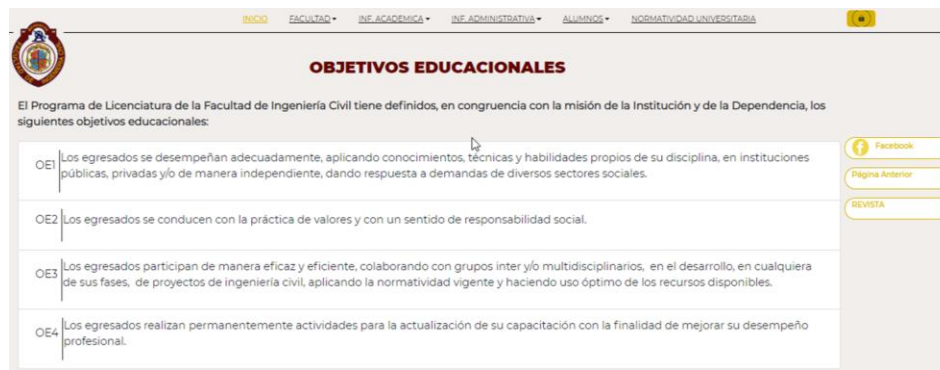 INICIO FACULTAD INF. ACADEMICA INF. ADMINISTRATIVA ALUMNOS NORMATIVIDAD UNIVERSITARIA
OBJETIVOS EDUCACIONALES
El Programa de Licenciatura de la Facultad de Ingeniería Civil tiene definidos, en congruencia con la misión de la Institución y de la Dependencia, los
siguientes objetivos educacionales:
OE1 Los egresados se desempeñan adecuadamente, aplicando conocimientos, técnicas y habilidades propios de su disciplina, en instituciones
públicas, privadas y/o de manera independiente, dando respuesta a demandas de diversos sectores sociales.
OE2 Los egresados se conducen con la práctica de valores y con un sentido de responsabilidad social.
OE3 Los egresados participan de manera eficaz y eficiente, colaborando con grupos inter y/o multidisciplinarios, en el desarrollo, en cualquiera
de sus fases, de proyectos de ingeniería civil, aplicando la normatividad vigente y haciendo uso óptimo de los recursos disponibles.
OE4 Los egresados realizan permanentemente actividades para la actualización de su capacitación con la finalidad de mejorar su desempeño
profesional.
Facebook
Página Anterior
REVISTA